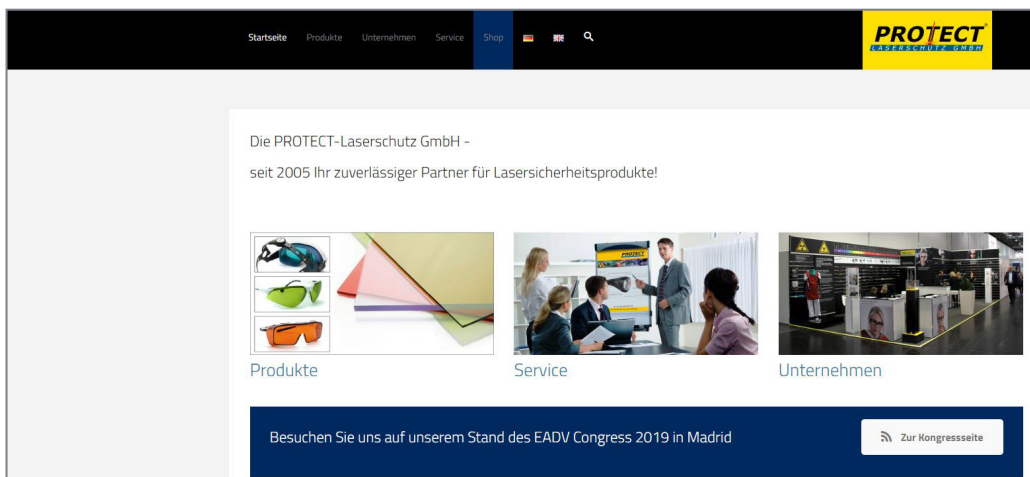 Startseite Produkte Unternehmen Service Shop
PROTECT
LASERSCHUTZ GMBH
Die PROTECT-Laserschutz GmbH -
seit 2005 Ihr zuverlässiger Partner für Lasersicherheitsprodukte!
PROTECT
Produkte
Service
Unternehmen
Besuchen Sie uns auf unserem Stand des EADV Congress 2019 in Madrid
Zur Kongressseite